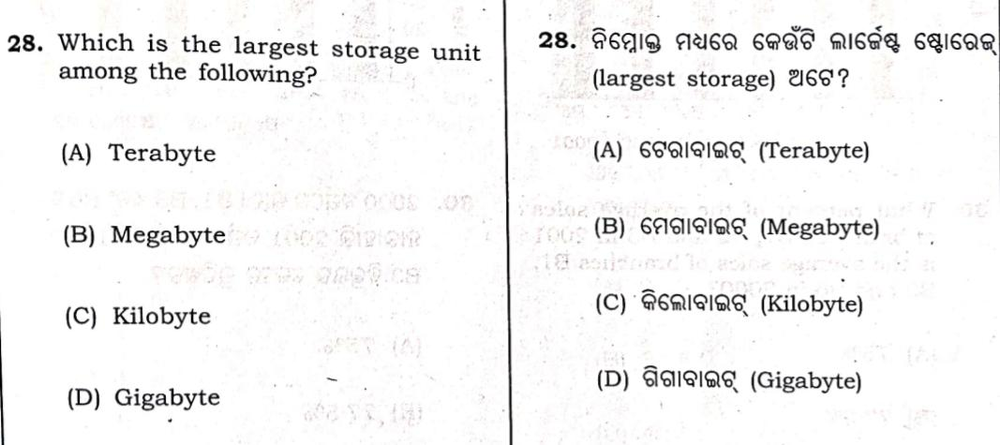 28. Which is the largest storage unit
among the following?
(A) Terabyte
(B) Megabyte
(C) Kilobyte
(D) Gigabyte
28. ନିମ୍ନୋକ୍ତ ମଧ୍ୟରେ କେଉଁଟି ଲାର୍ଜେଷ୍ଟ ଷ୍ଟୋରେଜ୍
(largest storage) ଅଟେ?
(A) ଟେରାବାଇଟ୍ (Terabyte)
(B) ମେଗାବାଇଟ୍ (Megabyte)
(C) କିଲୋବାଇଟ୍ (Kilobyte)
(D) ଗିଗାବାଇଟ୍ (Gigabyte)